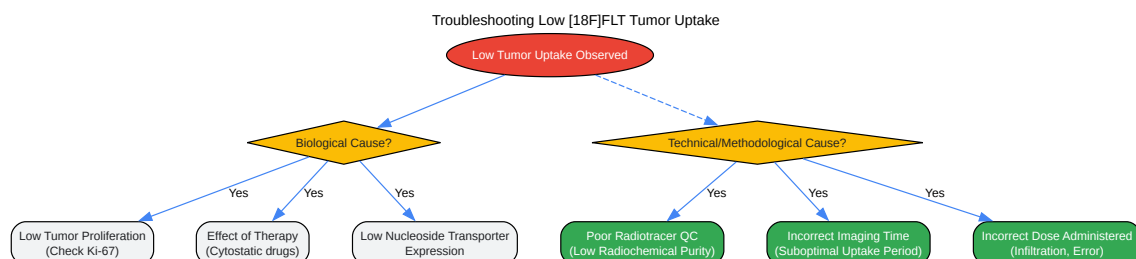 Troubleshooting Low [18F]FLT Tumor Uptake
Low Tumor Uptake Observed
Biological Cause?
Technical/Methodological Cause?
Yes
Yes
Yes
Yes
Yes
Yes
Low Tumor Proliferation
(Check Ki-67)
Effect of Therapy
(Cytostatic drugs)
Low Nucleoside Transporter
Expression
Poor Radiotracer QC
(Low Radiochemical Purity)
Incorrect Imaging Time
(Suboptimal Uptake Period)
Incorrect Dose Administered
(Infiltration, Error)